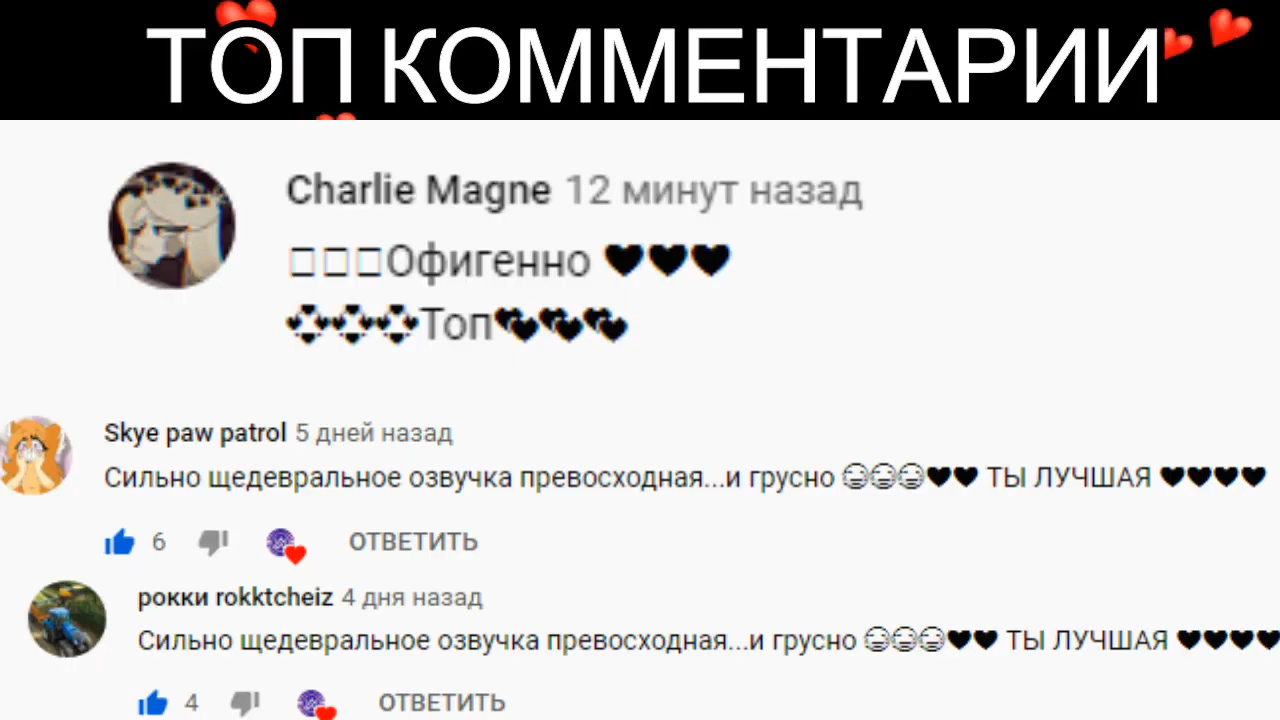 ТОП КОММЕНТАРИИ
Charlie Magne 12 минут назад
□□□Офигенно 🖤🖤🖤
💞💞💞Топ💕💕💕
Skye paw patrol 5 дней назад
Сильно щедевральное озвучка превосходная...и грусно 😭😭😭🖤🖤 ТЫ ЛУЧШАЯ 🖤🖤🖤🖤
6 ОТВЕТИТЬ
рокки rokktcheiz 4 дня назад
Сильно щедевральное озвучка превосходная...и грусно 😭😭😭🖤🖤 ТЫ ЛУЧШАЯ 🖤🖤🖤🖤
4 ОТВЕТИТЬ